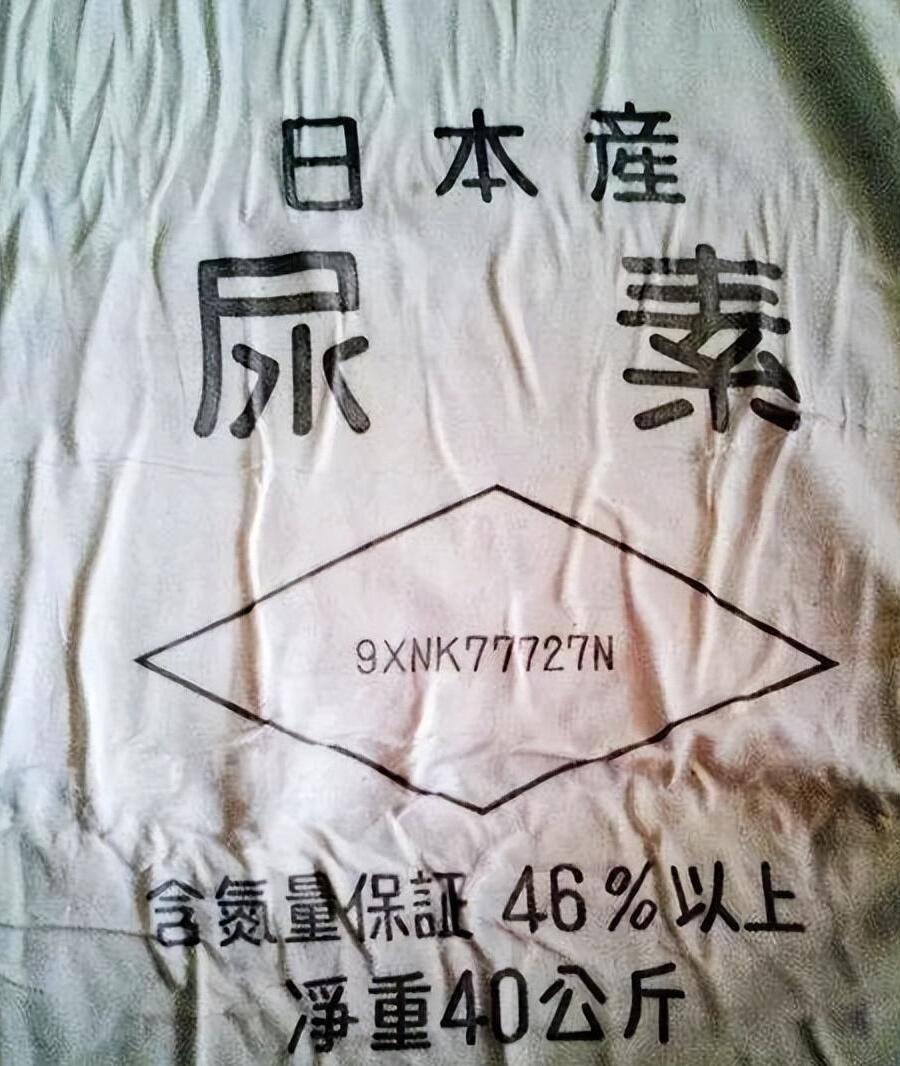 日本産
尿素
9XNK77727N
含氮量保証 46%以上
淨重40公斤